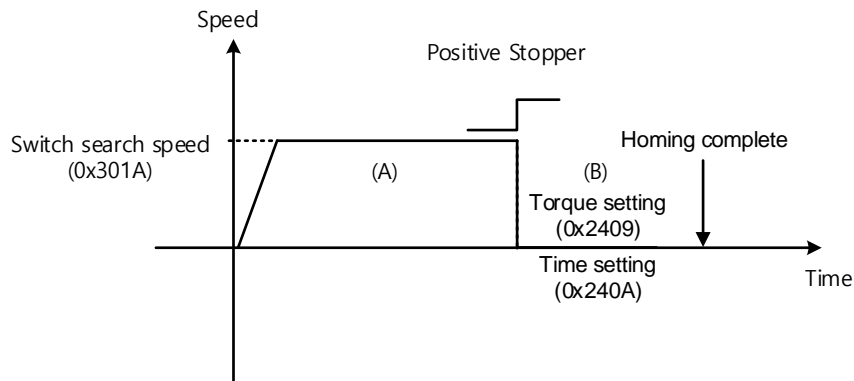 Speed
Positive Stopper
Switch search speed
(0x301A)
Homing complete
(A)
(B)
Torque setting
(0x2409)
Time setting
(0x240A)
Time